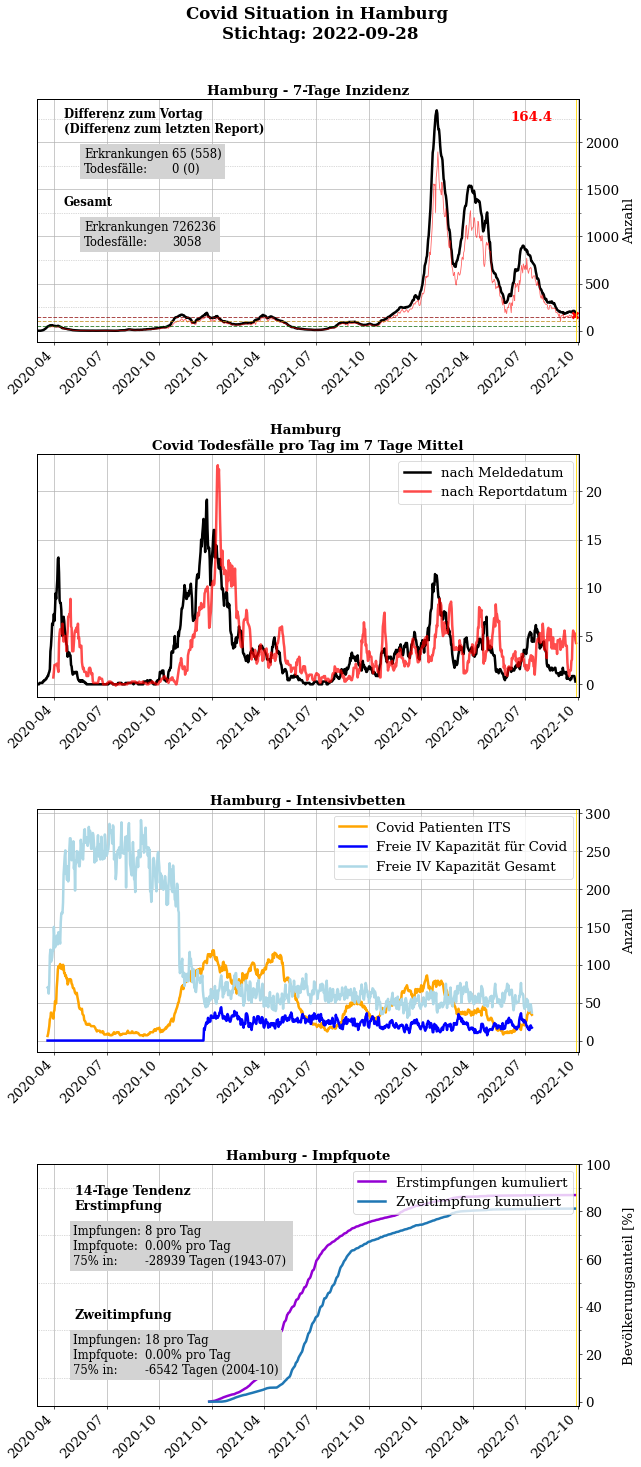 Covid Situation in Hamburg
Stichtag: 2022-09-28
Hamburg - 7-Tage Inzidenz
Differenz zum Vortag
(Differenz zum letzten Report)
Erkrankungen 65 (558)
Todesfälle: 0 (0)
Gesamt
Erkrankungen 726236
Todesfälle: 3058
164.4
2000
1500
1000
500
0
Anzahl
2020-04
2020-07
2020-10
2021-01
2021-04
2021-07
2021-10
2022-01
2022-04
2022-07
2022-10
Hamburg
Covid Todesfälle pro Tag im 7 Tage Mittel
nach Meldedatum
nach Reportdatum
20
15
10
5
0
2020-04
2020-07
2020-10
2021-01
2021-04
2021-07
2021-10
2022-01
2022-04
2022-07
2022-10
Hamburg - Intensivbetten
Covid Patienten ITS
Freie IV Kapazität für Covid
Freie IV Kapazität Gesamt
300
250
200
150
100
50
0
Anzahl
2020-04
2020-07
2020-10
2021-01
2021-04
2021-07
2021-10
2022-01
2022-04
2022-07
2022-10
Hamburg - Impfquote
Erstimpfungen kumuliert
Zweitimpfung kumuliert
14-Tage Tendenz
Erstimpfung
Impfungen: 8 pro Tag
Impfquote: 0.00% pro Tag
75% in: -28939 Tagen (1943-07)
Zweitimpfung
Impfungen: 18 pro Tag
Impfquote: 0.00% pro Tag
75% in: -6542 Tagen (2004-10)
100
80
60
40
20
0
Bevölkerungsanteil [%]
2020-04
2020-07
2020-10
2021-01
2021-04
2021-07
2021-10
2022-01
2022-04
2022-07
2022-10